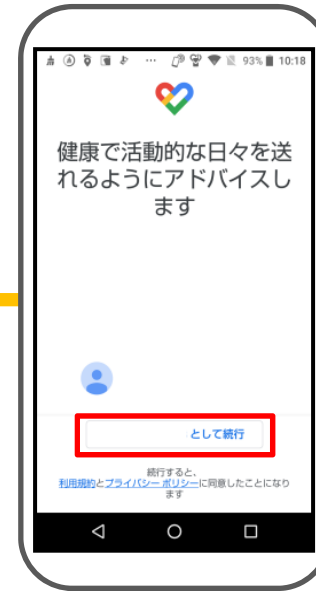 … 93% 10:18
健康で活動的な日々を送
れるようにアドバイスし
ます
として続行
続行すると、
利用規約とプライバシー ポリシーに同意したことになり
ます